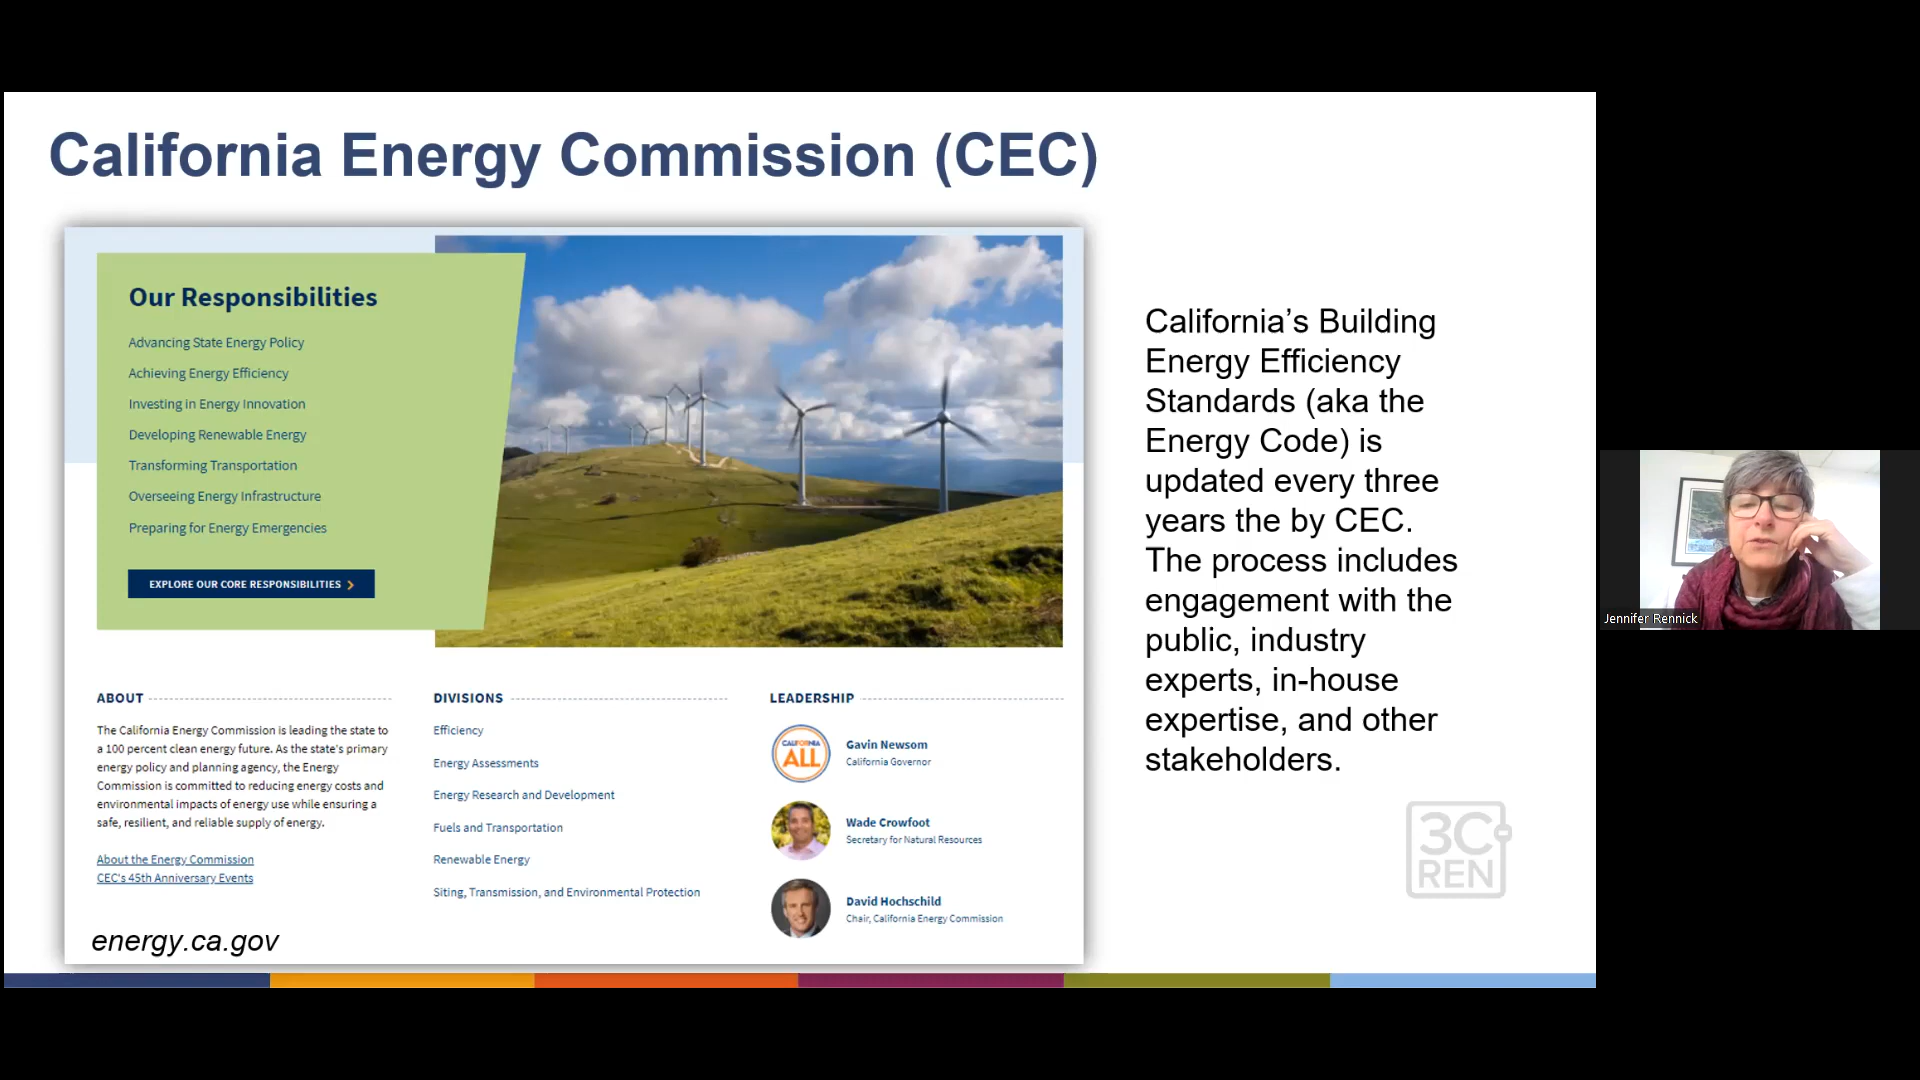 California Energy Commission (CEC)
Our Responsibilities
Advancing State Energy Policy
Achieving Energy Efficiency
Investing in Energy Innovation
Developing Renewable Energy
Transforming Transportation
Overseeing Energy Infrastructure
Preparing for Energy Emergencies
EXPLORE OUR CORE RESPONSIBILITIES
ABOUT
The California Energy Commission is leading the state to
a 100 percent clean energy future. As the state's primary
energy policy and planning agency, the Energy
Commission is committed to reducing energy costs and
environmental impacts of energy use while ensuring a
safe, resilient, and reliable supply of energy.
About the Energy Commission
CEC's 45th Anniversary Events
energy.ca.gov
DIVISIONS
Efficiency
Energy Assessments
Energy Research and Development
Fuels and Transportation
Renewable Energy
Siting, Transmission, and Environmental Protection
LEADERSHIP
CALIFORNIA
ALL
Gavin Newsom
California Governor
Wade Crowfoot
Secretary for Natural Resources
David Hochschild
Chair, California Energy Commission
California’s Building
Energy Efficiency
Standards (aka the
Energy Code) is
updated every three
years the by CEC.
The process includes
engagement with the
public, industry
experts, in-house
expertise, and other
stakeholders.
3C
REN
Jennifer Rennick